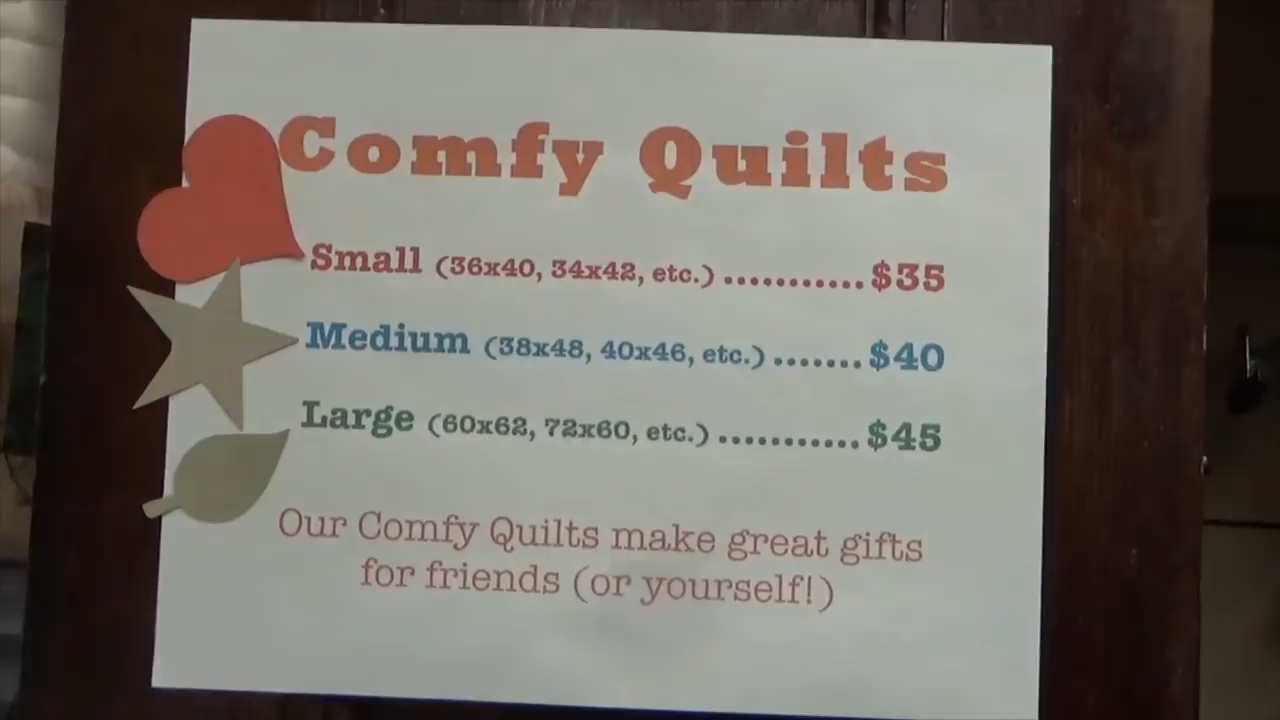 Comfy Quilts
Small (36x40, 34x42, etc.) ........... $35
Medium (38x48, 40x46, etc.) ....... $40
Large (60x62, 72x60, etc.) ........... $45
Our Comfy Quilts make great gifts
for friends (or yourself!)